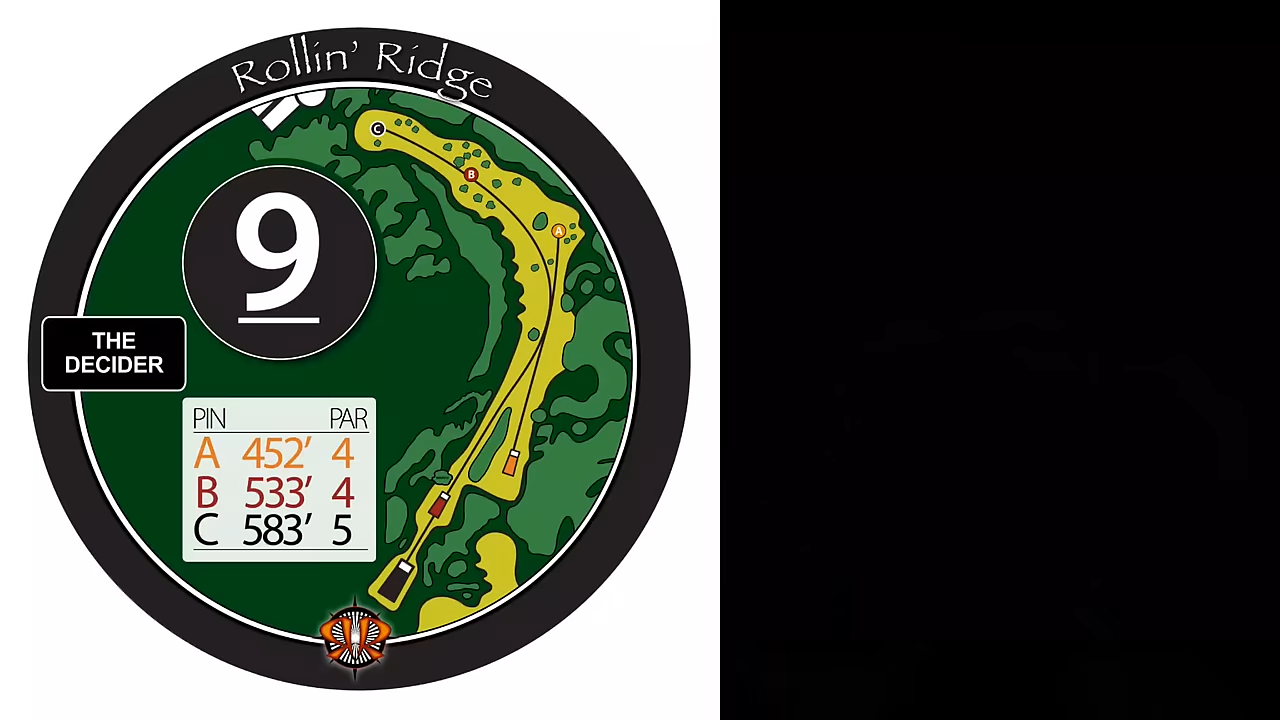 Rollin' Ridge
C
B
9
A
THE
DECIDER
PIN PAR
A 452' 4
B 533' 4
C 583' 5